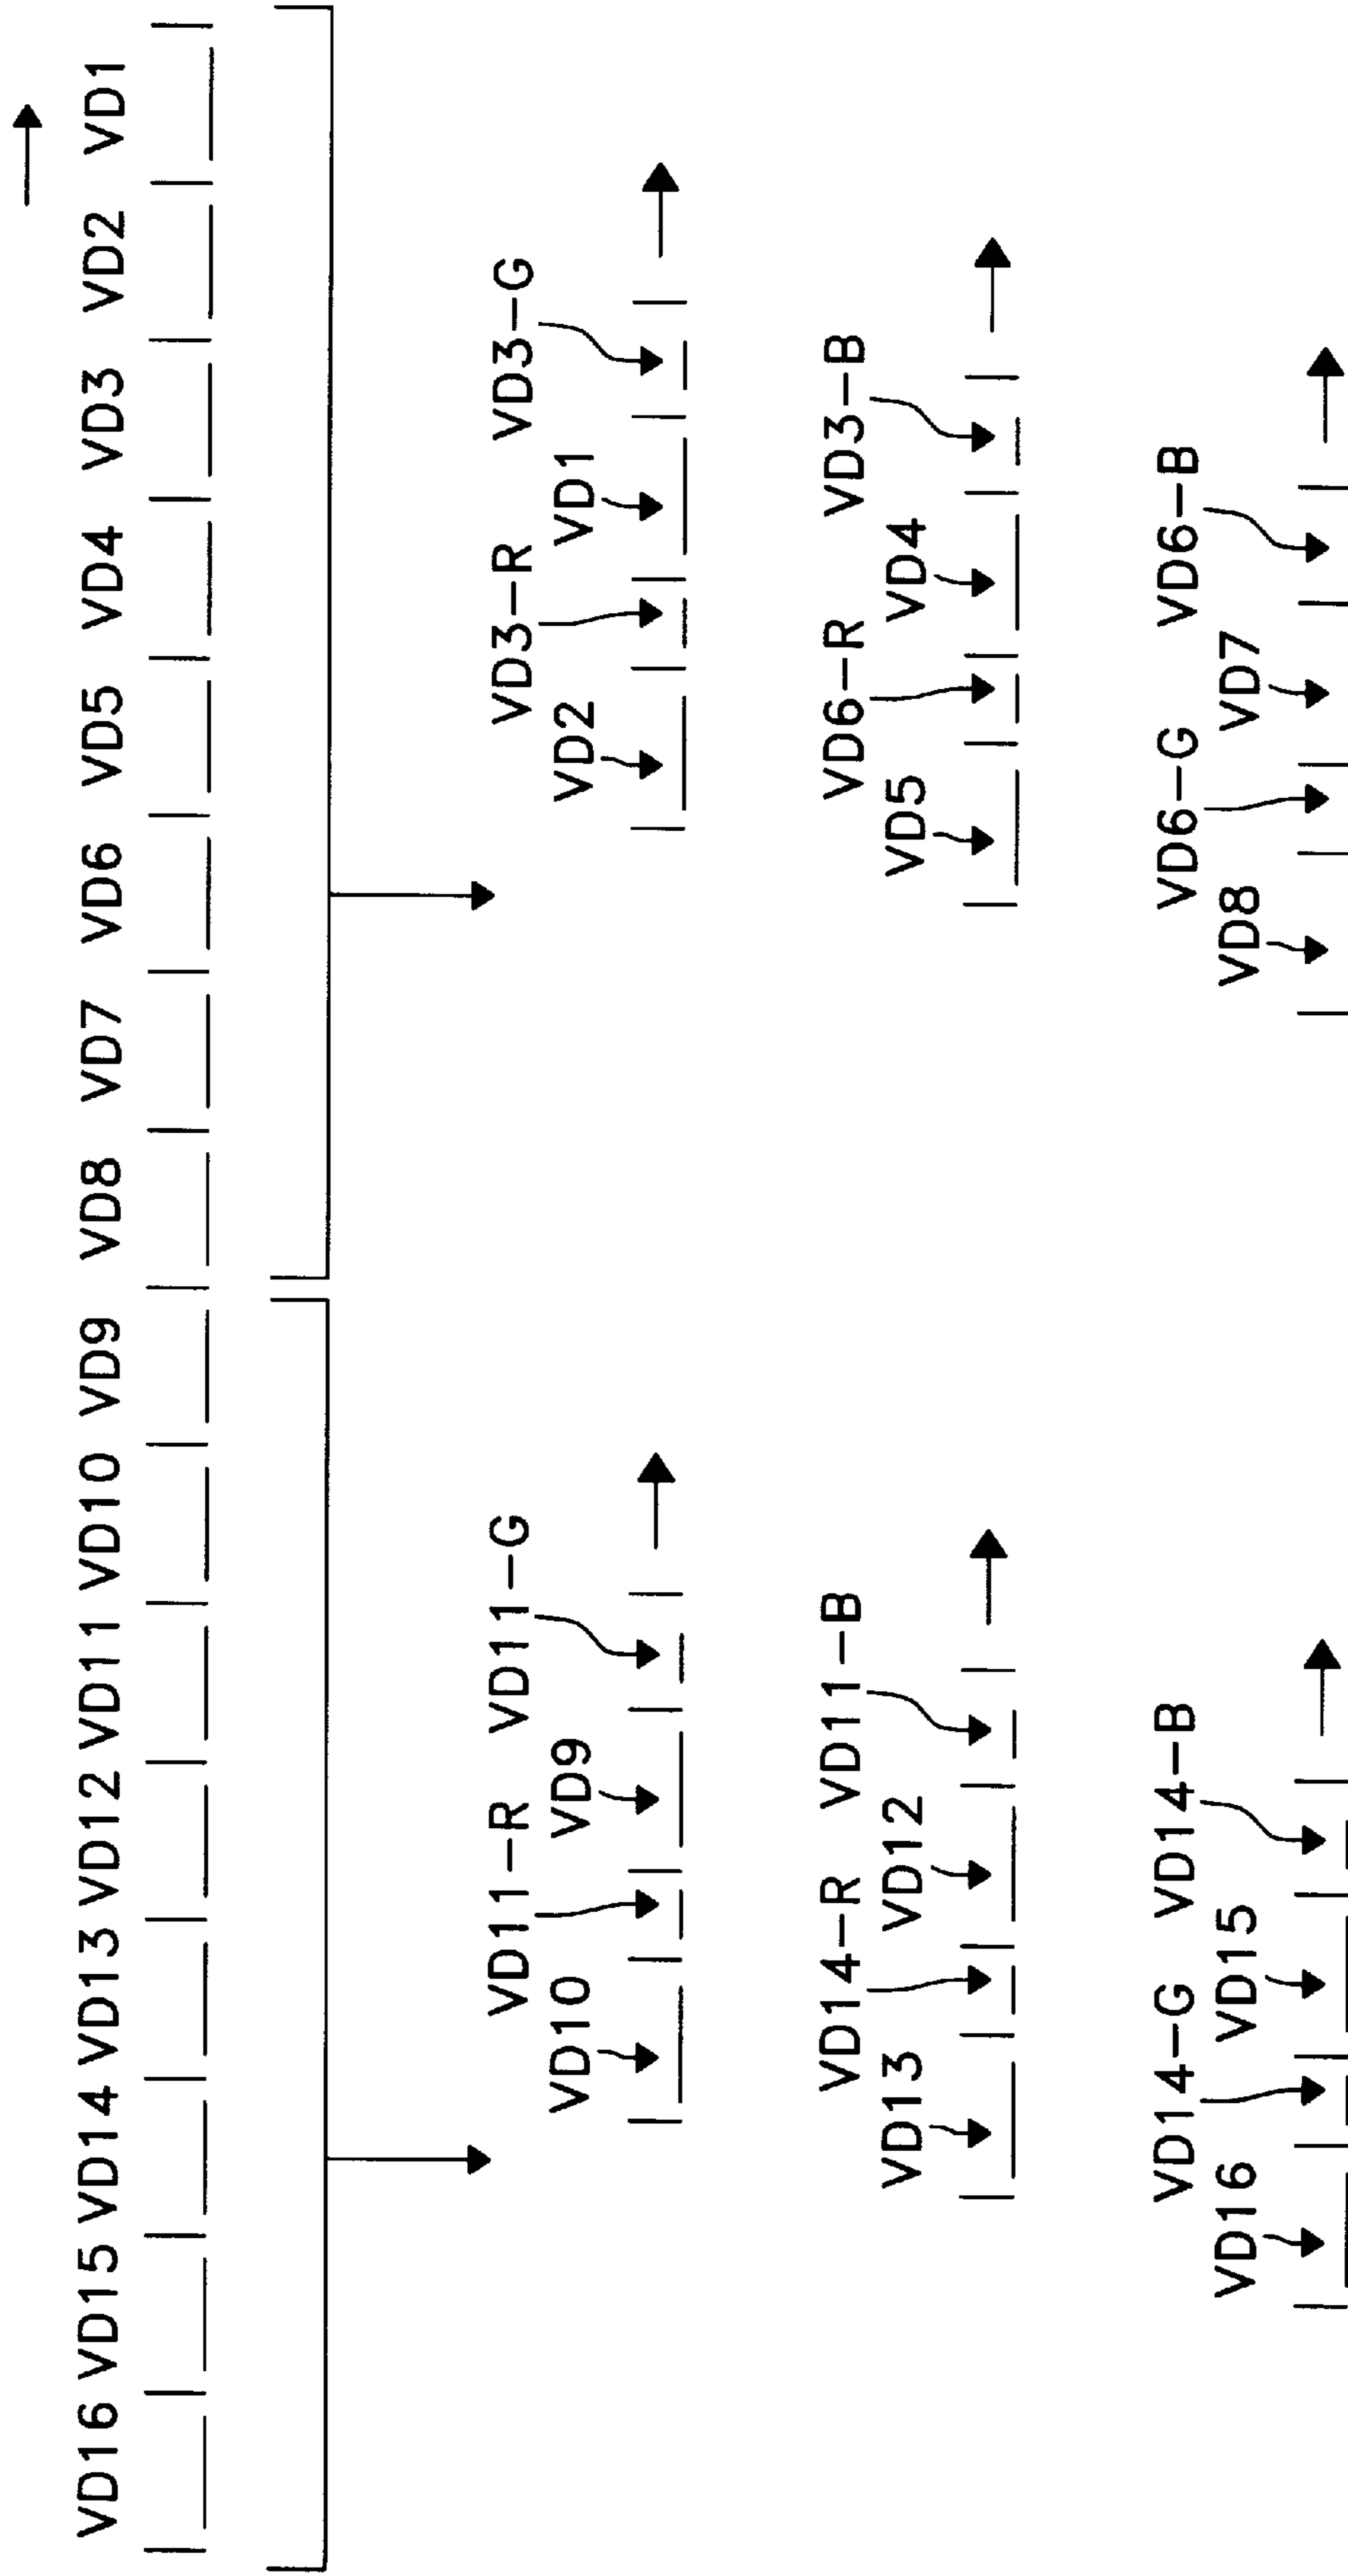 VD16 VD15 VD14 VD13 VD12 VD11 VD10 VD9 VD8 VD7 VD6 VD5 VD4 VD3 VD2 VD1
VD11-R VD11-G
VD10 VD9
VD3-R VD3-G
VD2 VD1
VD14-R VD11-B
VD13 VD12
VD6-R VD3-B
VD5 VD4
VD14-G VD14-B
VD16 VD15
VD6-G VD6-B
VD8 VD7